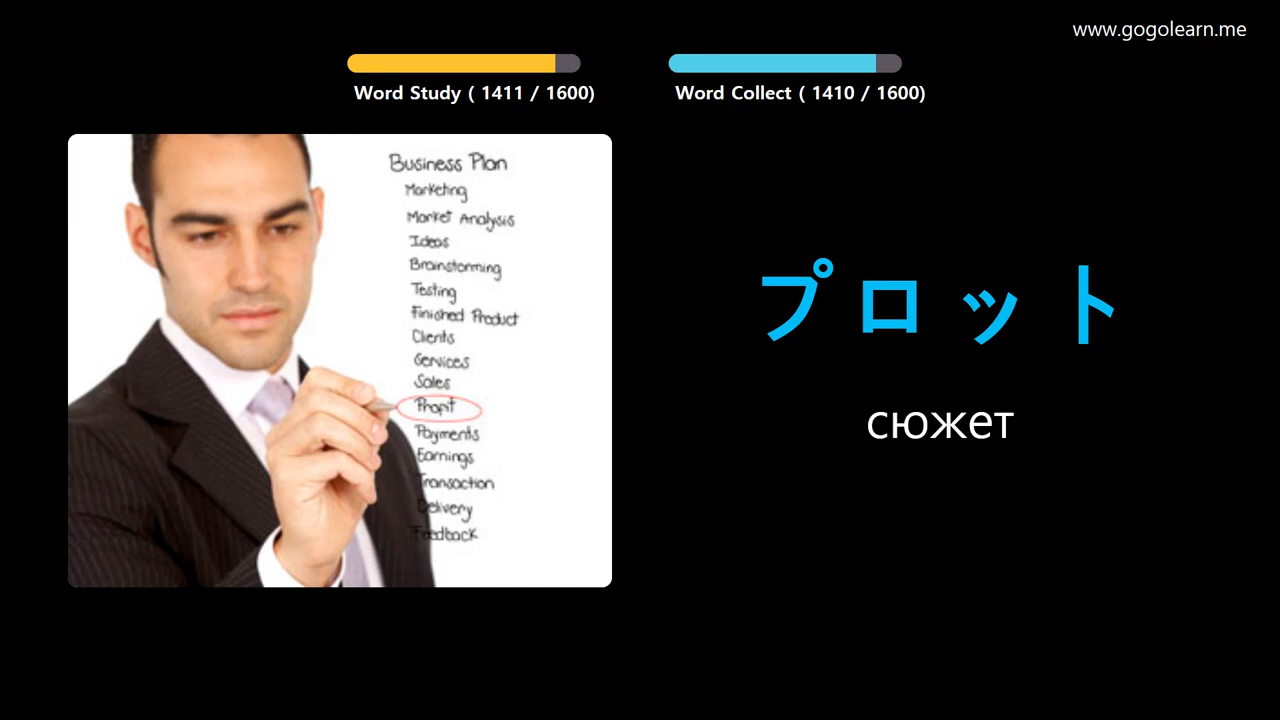 www.gogolearn.me
Word Study ( 1411 / 1600)
Word Collect ( 1410 / 1600)
Business Plan
Marketing
Market Analysis
Ideas
Brainstorming
Testing
Finished Product
Clients
Services
Sales
Profit
Payments
Earnings
Transaction
Delivery
Feedback
プロット
сюжет